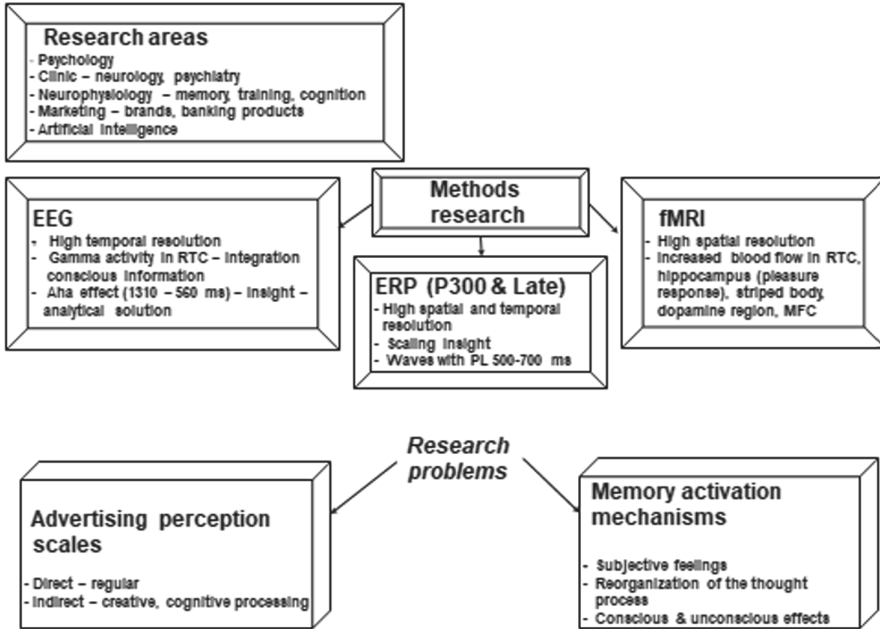 Research areas
- Psychology
- Clinic – neurology, psychiatry
- Neurophysiology – memory, training, cognition
- Marketing – brands, banking products
- Artificial intelligence
Methods
research
EEG
- High temporal resolution
- Gamma activity in RTC – integration
conscious information
- Aha effect (1310 – 560 ms) – insight –
analytical solution
ERP (P300 & Late)
- High spatial and temporal
resolution
- Scaling insight
- Waves with PL 500-700 ms
fMRI
- High spatial resolution
- Increased blood flow in RTC,
hippocampus (pleasure
response), striped body,
dopamine region, MFC
Research
problems
Advertising perception
scales
- Direct – regular
- Indirect – creative, cognitive processing
Memory activation
mechanisms
- Subjective feelings
- Reorganization of the thought
process
- Conscious & unconscious effects